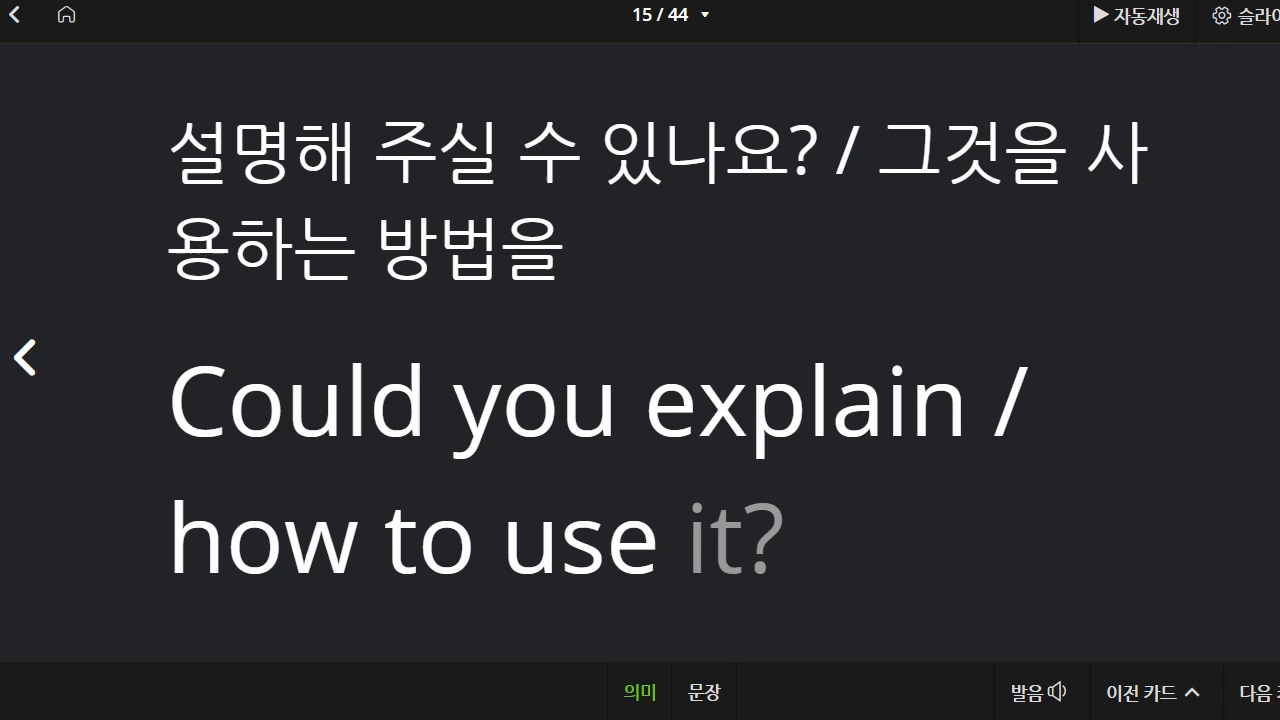 15 / 44
자동재생
설명해 주실 수 있나요? / 그것을 사
용하는 방법을
Could you explain /
how to use it?
의미
문장
발음
이전 카드
다음